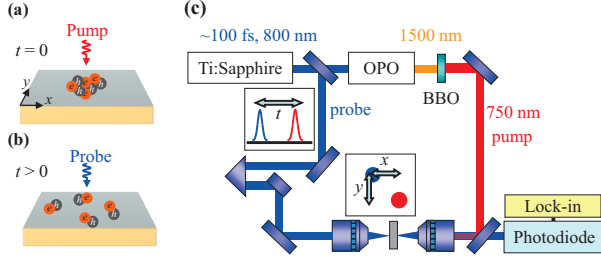 (a)
Pump
t = 0
y
x
e h e
h e h e
e h
(b)
Probe
t > 0
h e
e h
e h
e h
(c)
~100 fs, 800 nm
1500 nm
Ti:Sapphire
OPO
BBO
probe
t
750 nm
pump
x
y
Lock-in
Photodiode